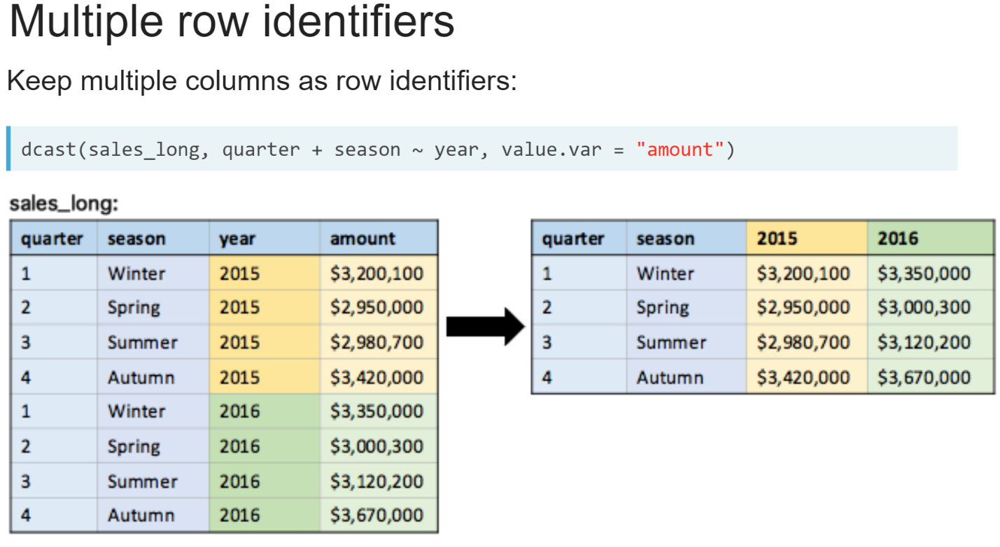 Multiple row identifiers
Keep multiple columns as row identifiers:
dcast(sales_long, quarter + season ~ year, value.var = "amount")
sales_long:
quarter season year amount
1 Winter 2015 $3,200,100
2 Spring 2015 $2,950,000
3 Summer 2015 $2,980,700
4 Autumn 2015 $3,420,000
1 Winter 2016 $3,350,000
2 Spring 2016 $3,000,300
3 Summer 2016 $3,120,200
4 Autumn 2016 $3,670,000
quarter season 2015 2016
1 Winter $3,200,100 $3,350,000
2 Spring $2,950,000 $3,000,300
3 Summer $2,980,700 $3,120,200
4 Autumn $3,420,000 $3,670,000